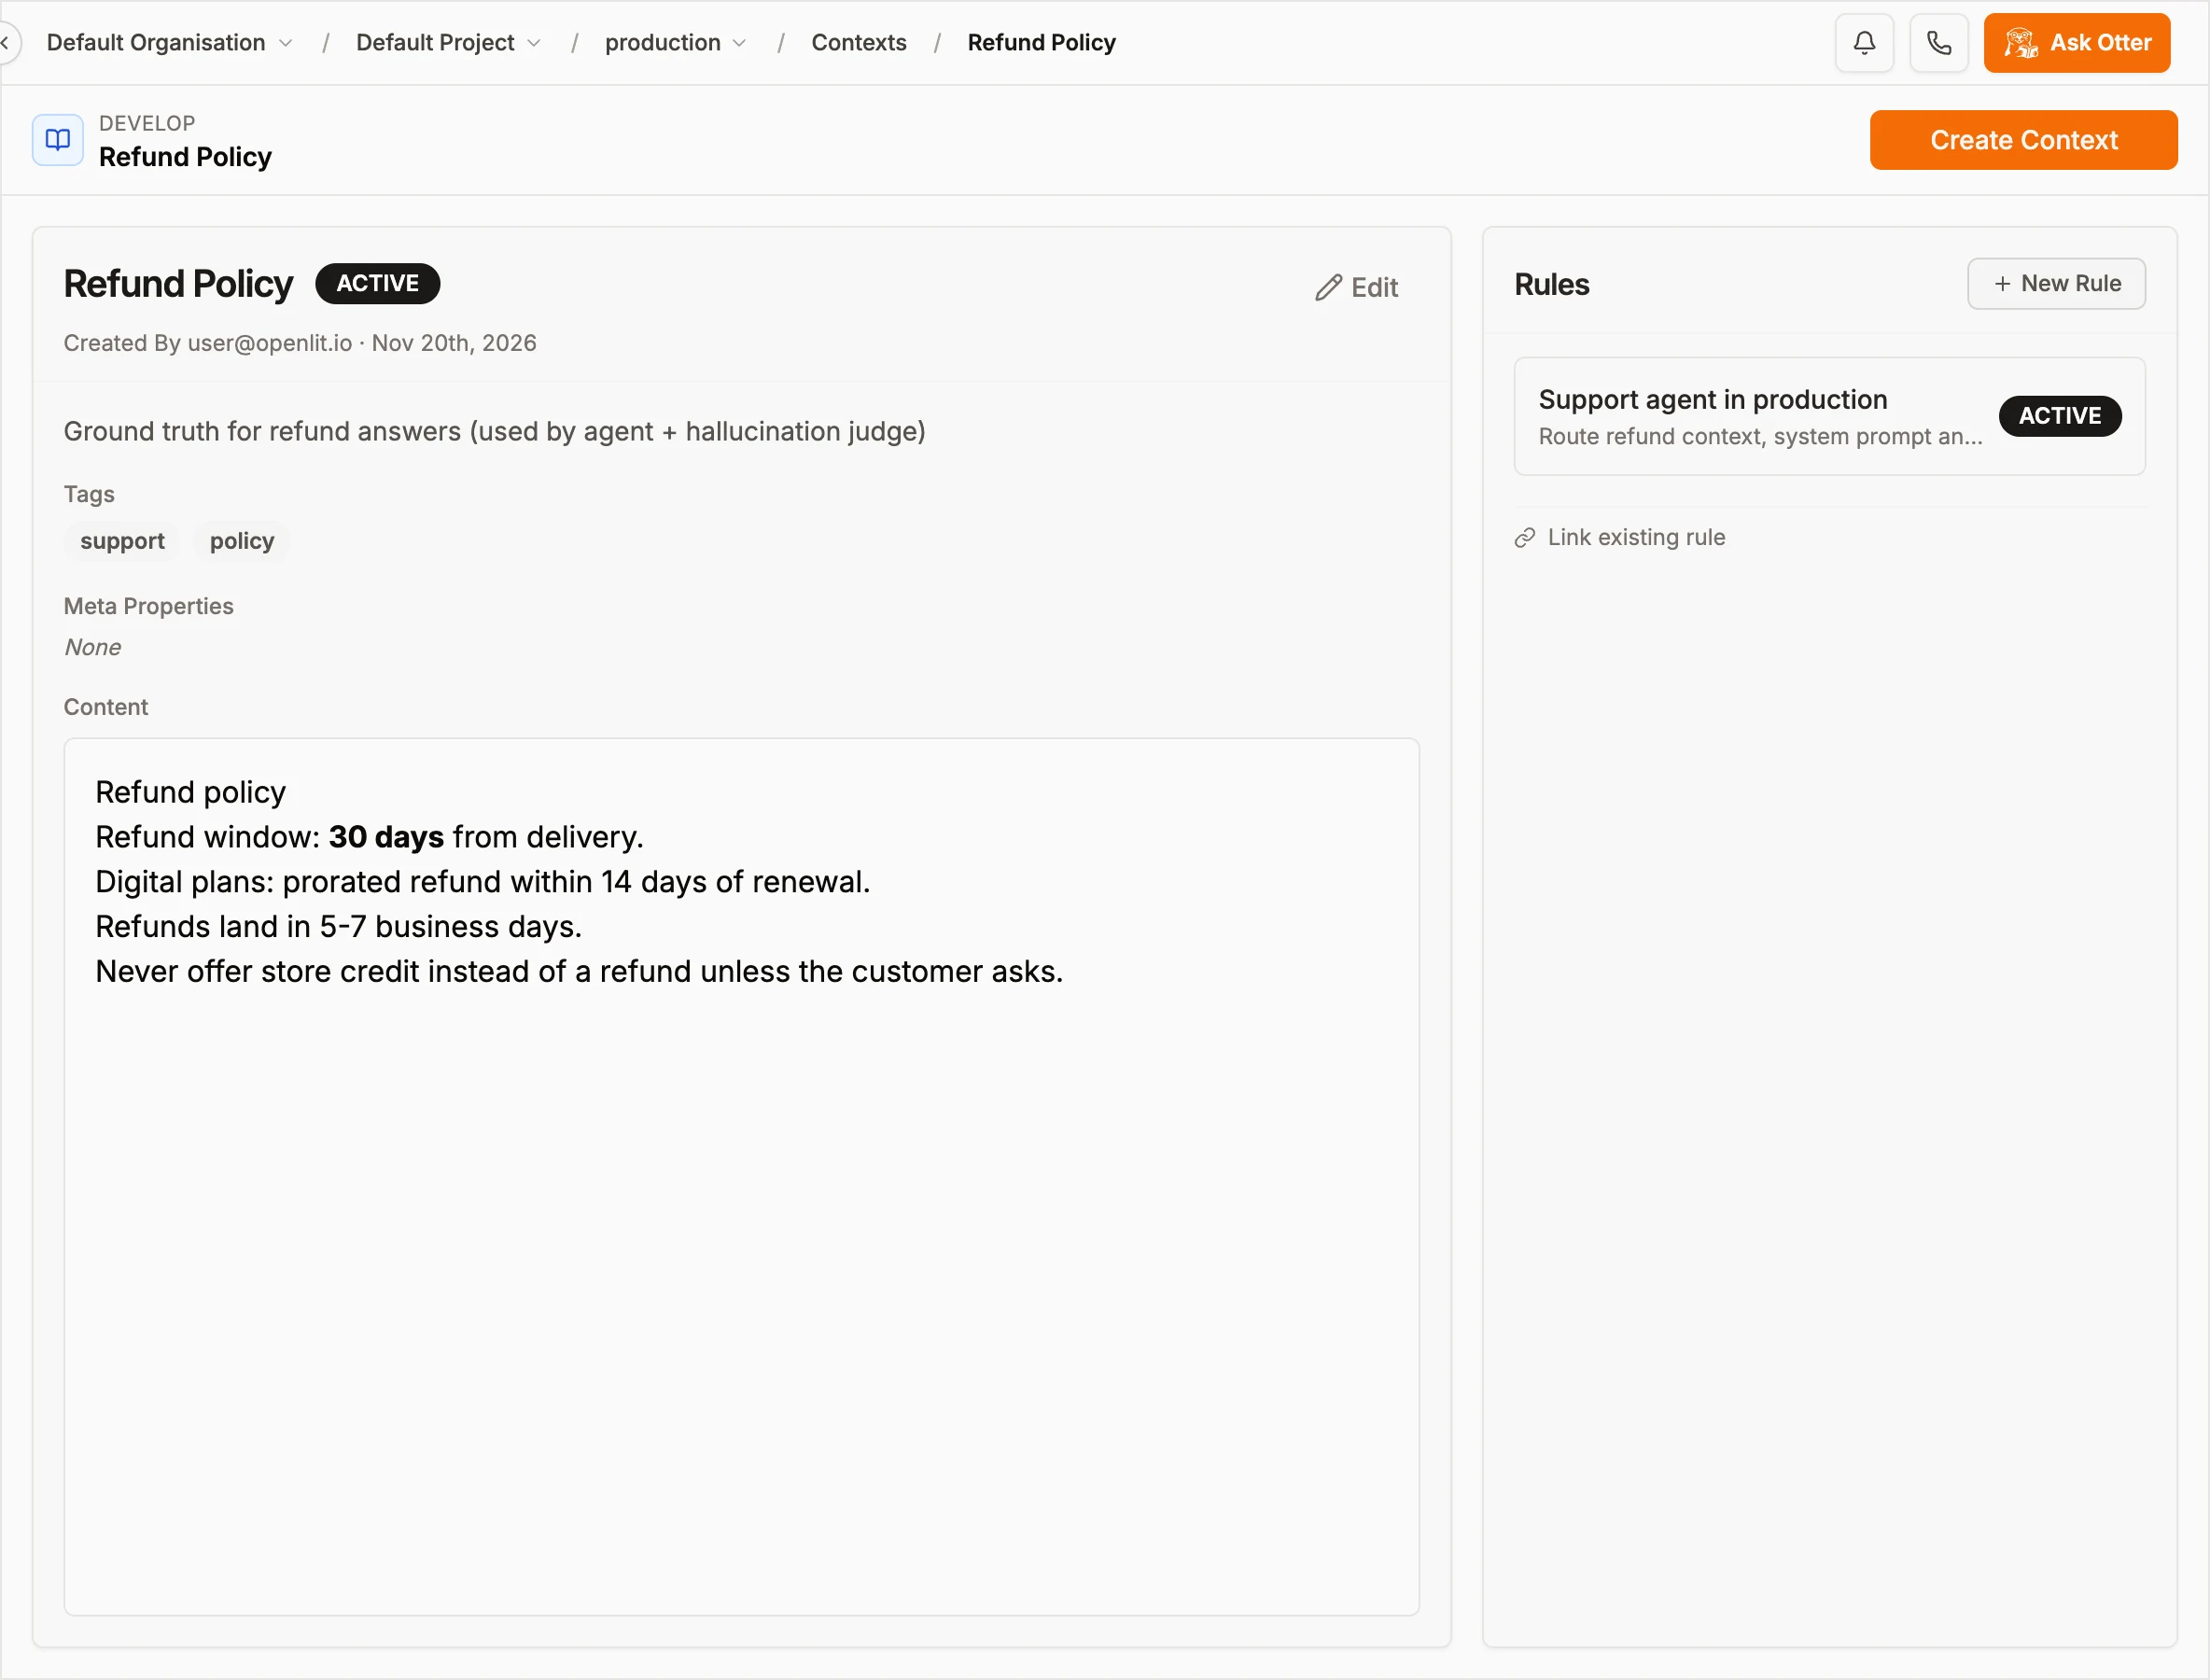 Default Organisation / Default Project / production / Contexts / Refund Policy
Ask Otter
DEVELOP
Refund Policy
Create Context
Refund Policy ACTIVE
Edit
Created By user@openlit.io · Nov 20th, 2026
Ground truth for refund answers (used by agent + hallucination judge)
Tags
support policy
Meta Properties
None
Content
Refund policy
Refund window: 30 days from delivery.
Digital plans: prorated refund within 14 days of renewal.
Refunds land in 5-7 business days.
Never offer store credit instead of a refund unless the customer asks.
Rules
+ New Rule
Support agent in production
Route refund context, system prompt an...
ACTIVE
Link existing rule